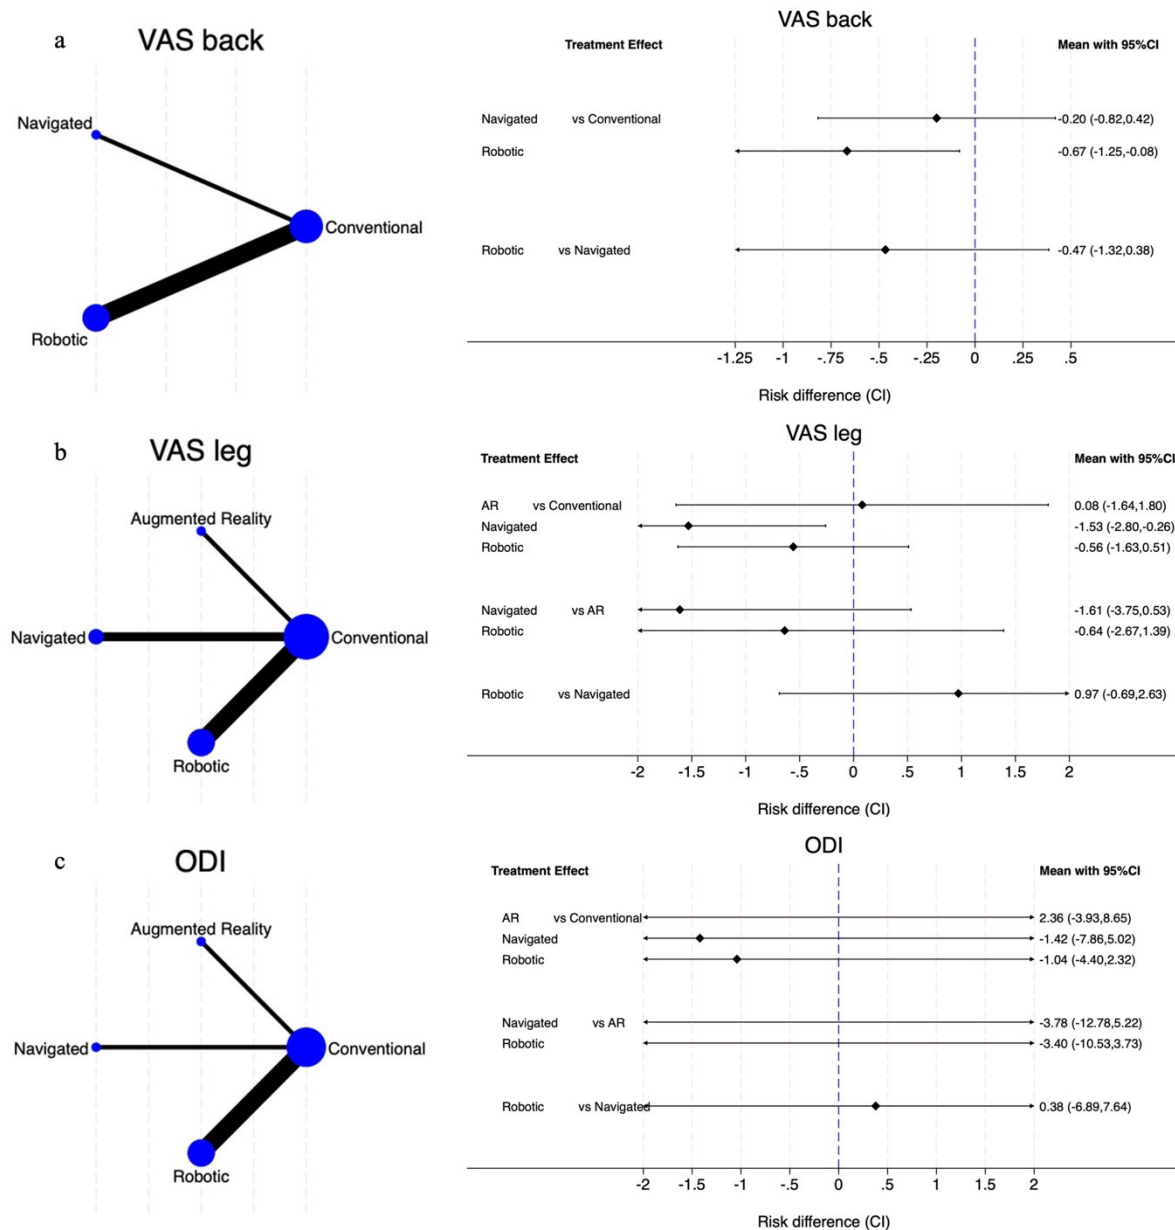 a
VAS back
Navigated
Conventional
Robotic
VAS back
Treatment Effect Mean with 95%CI
Navigated vs Conventional -0.20 (-0.82,0.42)
Robotic -0.67 (-1.25,-0.08)
Robotic vs Navigated -0.47 (-1.32,0.38)
-1.25 -1 -.75 -.5 -.25 0 .25 .5
Risk difference (CI)
b
VAS leg
Augmented Reality
Navigated
Conventional
Robotic
VAS leg
Treatment Effect Mean with 95%CI
AR vs Conventional 0.08 (-1.64,1.80)
Navigated -1.53 (-2.80,-0.26)
Robotic -0.56 (-1.63,0.51)
Navigated vs AR -1.61 (-3.75,0.53)
Robotic -0.64 (-2.67,1.39)
Robotic vs Navigated 0.97 (-0.69,2.63)
-2 -1.5 -1 -.5 0 .5 1 1.5 2
Risk difference (CI)
c
ODI
Augmented Reality
Navigated
Conventional
Robotic
ODI
Treatment Effect Mean with 95%CI
AR vs Conventional 2.36 (-3.93,8.65)
Navigated -1.42 (-7.86,5.02)
Robotic -1.04 (-4.40,2.32)
Navigated vs AR -3.78 (-12.78,5.22)
Robotic -3.40 (-10.53,3.73)
Robotic vs Navigated 0.38 (-6.89,7.64)
-2 -1.5 -1 -.5 0 .5 1 1.5 2
Risk difference (CI)